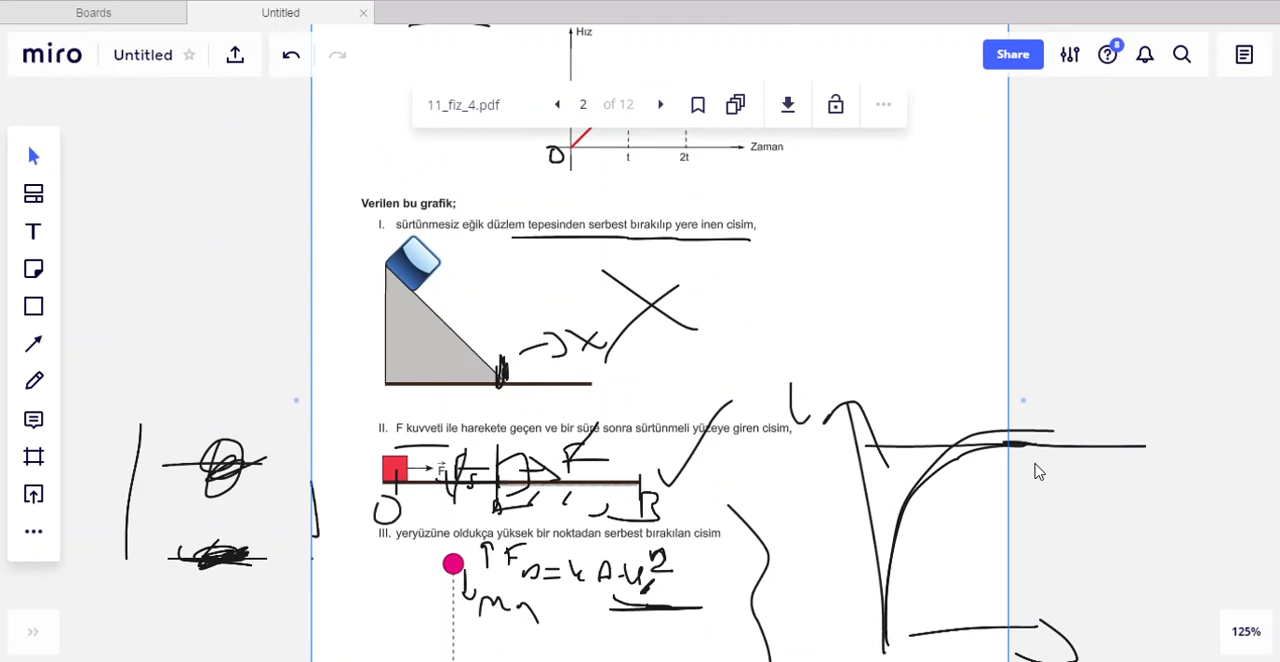 Boards Untitled
miro Untitled Share 8
Hız
11_fiz_4.pdf 2 of 12
O t 2t Zaman
Verilen bu grafik;
I. sürtünmesiz eğik düzlem tepesinden serbest bırakılıp yere inen cisim,
II. F kuvveti ile harekete geçen ve bir süre sonra sürtünmeli yüzeye giren cisim,
F
O B
III. yeryüzüne oldukça yüksek bir noktadan serbest bırakılan cisim
mg
125%